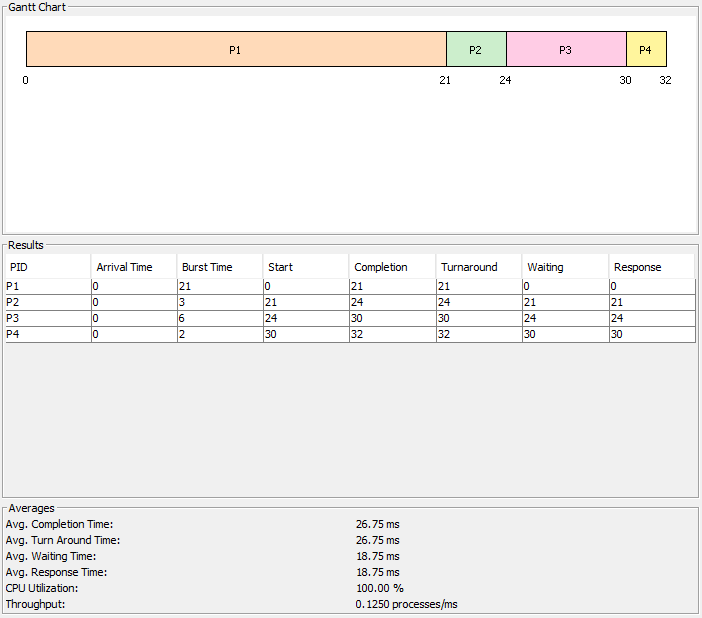 Gantt Chart
P1 P2 P3 P4
0 21 24 30 32
Results
PID Arrival Time Burst Time Start Completion Turnaround Waiting Response
P1 0 21 0 21 21 0 0
P2 0 3 21 24 24 21 21
P3 0 6 24 30 30 24 24
P4 0 2 30 32 32 30 30
Averages
Avg. Completion Time: 26.75 ms
Avg. Turn Around Time: 26.75 ms
Avg. Waiting Time: 18.75 ms
Avg. Response Time: 18.75 ms
CPU Utilization: 100.00 %
Throughput: 0.1250 processes/ms